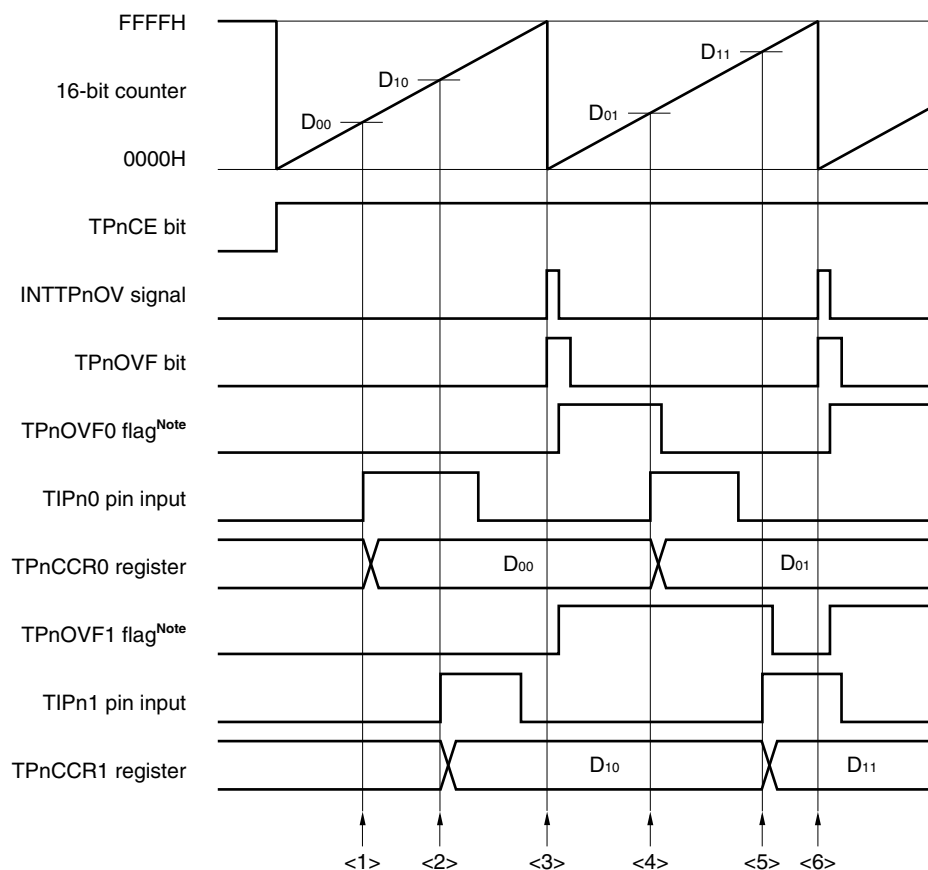 FFFFH
D11
D10
16-bit counter
D01
D00
0000H
TPnCE bit
INTTPnOV signal
TPnOVF bit
TPnOVF0 flagNote
TIPn0 pin input
TPnCCR0 register
D00
D01
TPnOVF1 flagNote
TIPn1 pin input
TPnCCR1 register
D10
D11
<1> <2> <3> <4> <5> <6>